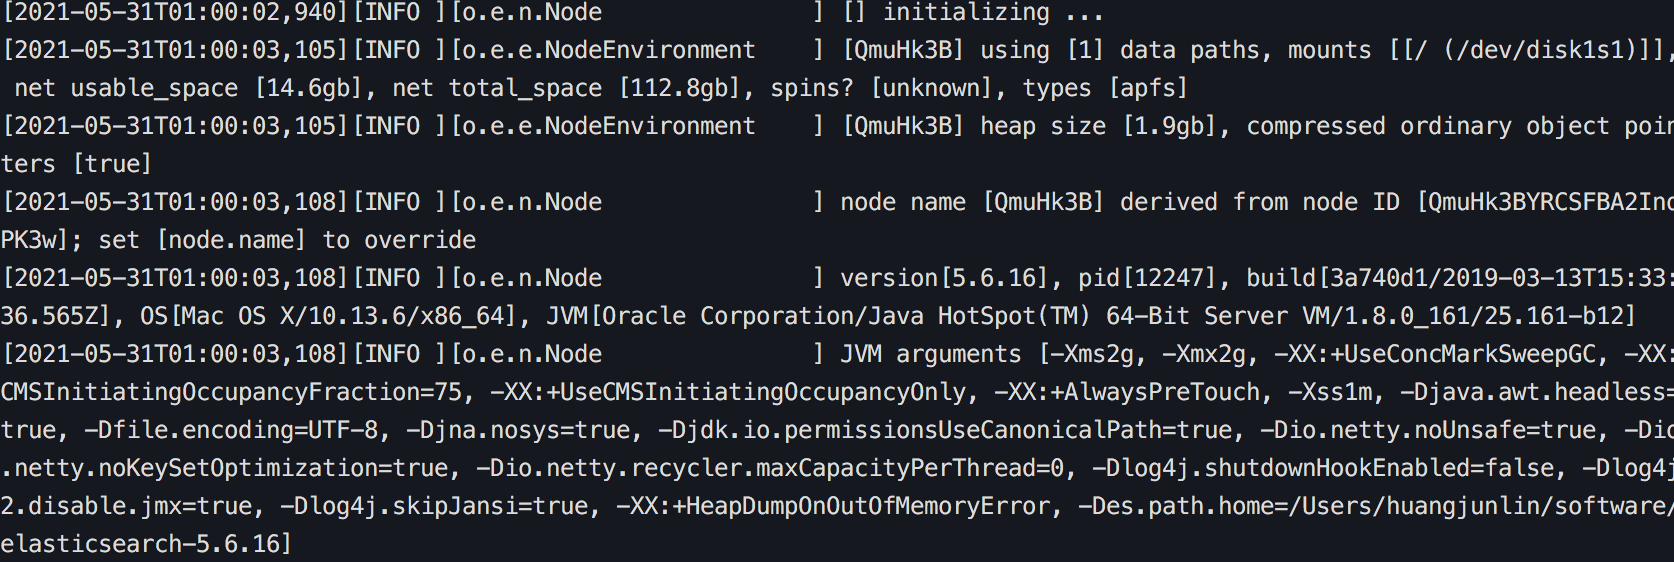 [2021-05-31T01:00:02,940][INFO ][o.e.n.Node               ] [] initializing ...
[2021-05-31T01:00:03,105][INFO ][o.e.e.NodeEnvironment    ] [QmuHk3B] using [1] data paths, mounts [[/ (/dev/disk1s1)]],
 net usable_space [14.6gb], net total_space [112.8gb], spins? [unknown], types [apfs]
[2021-05-31T01:00:03,105][INFO ][o.e.e.NodeEnvironment    ] [QmuHk3B] heap size [1.9gb], compressed ordinary object poin
ters [true]
[2021-05-31T01:00:03,108][INFO ][o.e.n.Node               ] node name [QmuHk3B] derived from node ID [QmuHk3BYRCSFBA2Ino
PK3w]; set [node.name] to override
[2021-05-31T01:00:03,108][INFO ][o.e.n.Node               ] version[5.6.16], pid[12247], build[3a740d1/2019-03-13T15:33:
36.565Z], OS[Mac OS X/10.13.6/x86_64], JVM[Oracle Corporation/Java HotSpot(TM) 64-Bit Server VM/1.8.0_161/25.161-b12]
[2021-05-31T01:00:03,108][INFO ][o.e.n.Node               ] JVM arguments [-Xms2g, -Xmx2g, -XX:+UseConcMarkSweepGC, -XX:
CMSInitiatingOccupancyFraction=75, -XX:+UseCMSInitiatingOccupancyOnly, -XX:+AlwaysPreTouch, -Xss1m, -Djava.awt.headless=
true, -Dfile.encoding=UTF-8, -Djna.nosys=true, -Djdk.io.permissionsUseCanonicalPath=true, -Dio.netty.noUnsafe=true, -Dio
.netty.noKeySetOptimization=true, -Dio.netty.recycler.maxCapacityPerThread=0, -Dlog4j.shutdownHookEnabled=false, -Dlog4j
2.disable.jmx=true, -Dlog4j.skipJansi=true, -XX:+HeapDumpOnOutOfMemoryError, -Des.path.home=/Users/huangjunlin/software/
elasticsearch-5.6.16]